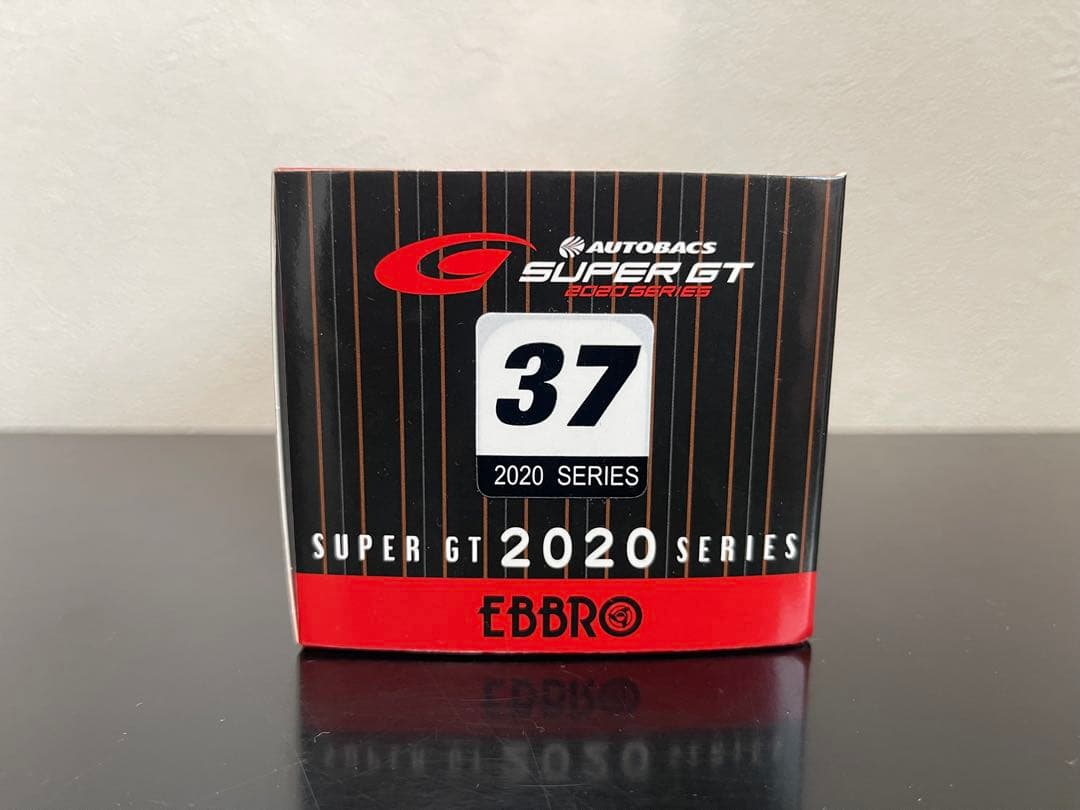 AUTOBACS
SUPER GT
2020 SERIES
37
2020 SERIES
SUPER GT 2020 SERIES
EBBRO